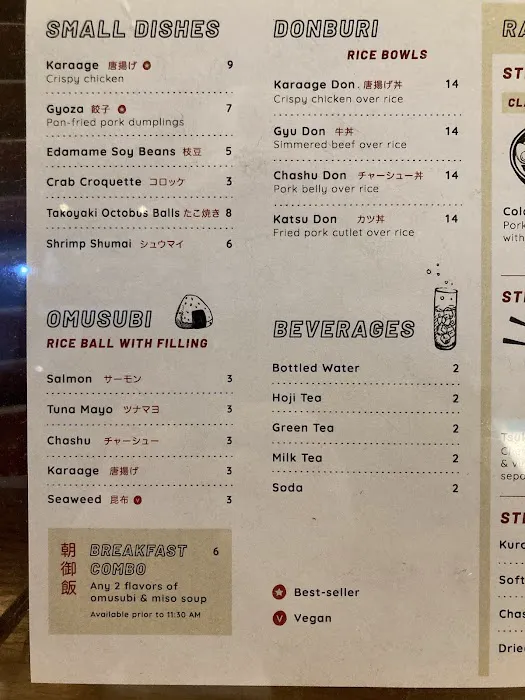 SMALL DISHES
Karaage 唐揚げ 9
Crispy chicken
Gyoza 餃子 7
Pan-fried pork dumplings
Edamame Soy Beans 枝豆 5
Crab Croquette コロッケ 3
Takoyaki Octobus Balls たこ焼き 8
Shrimp Shumai シュウマイ 6
OMUSUBI
RICE BALL WITH FILLING
Salmon サーモン 3
Tuna Mayo ツナマヨ 3
Chashu チャーシュー 3
Karaage 唐揚げ 3
Seaweed 昆布 V 3
朝御飯
BREAKFAST 6
COMBO
Any 2 flavors of
omusubi & miso soup
Available prior to 11:30 AM
DONBURI
RICE BOWLS
Karaage Don . 唐揚げ丼 14
Crispy chicken over rice
Gyu Don 牛丼 14
Simmered beef over rice
Chashu Don チャーシュー丼 14
Pork belly over rice
Katsu Don カツ丼 14
Fried pork cutlet over rice
BEVERAGES
Bottled Water 2
Hoji Tea 2
Green Tea 2
Milk Tea 2
Soda 2
Best-seller
V Vegan
RA
ST
CL
Cold
Pork
with
ST
Tsu
& v
sepa
ST
Kuro
Soft
Chas
Drie